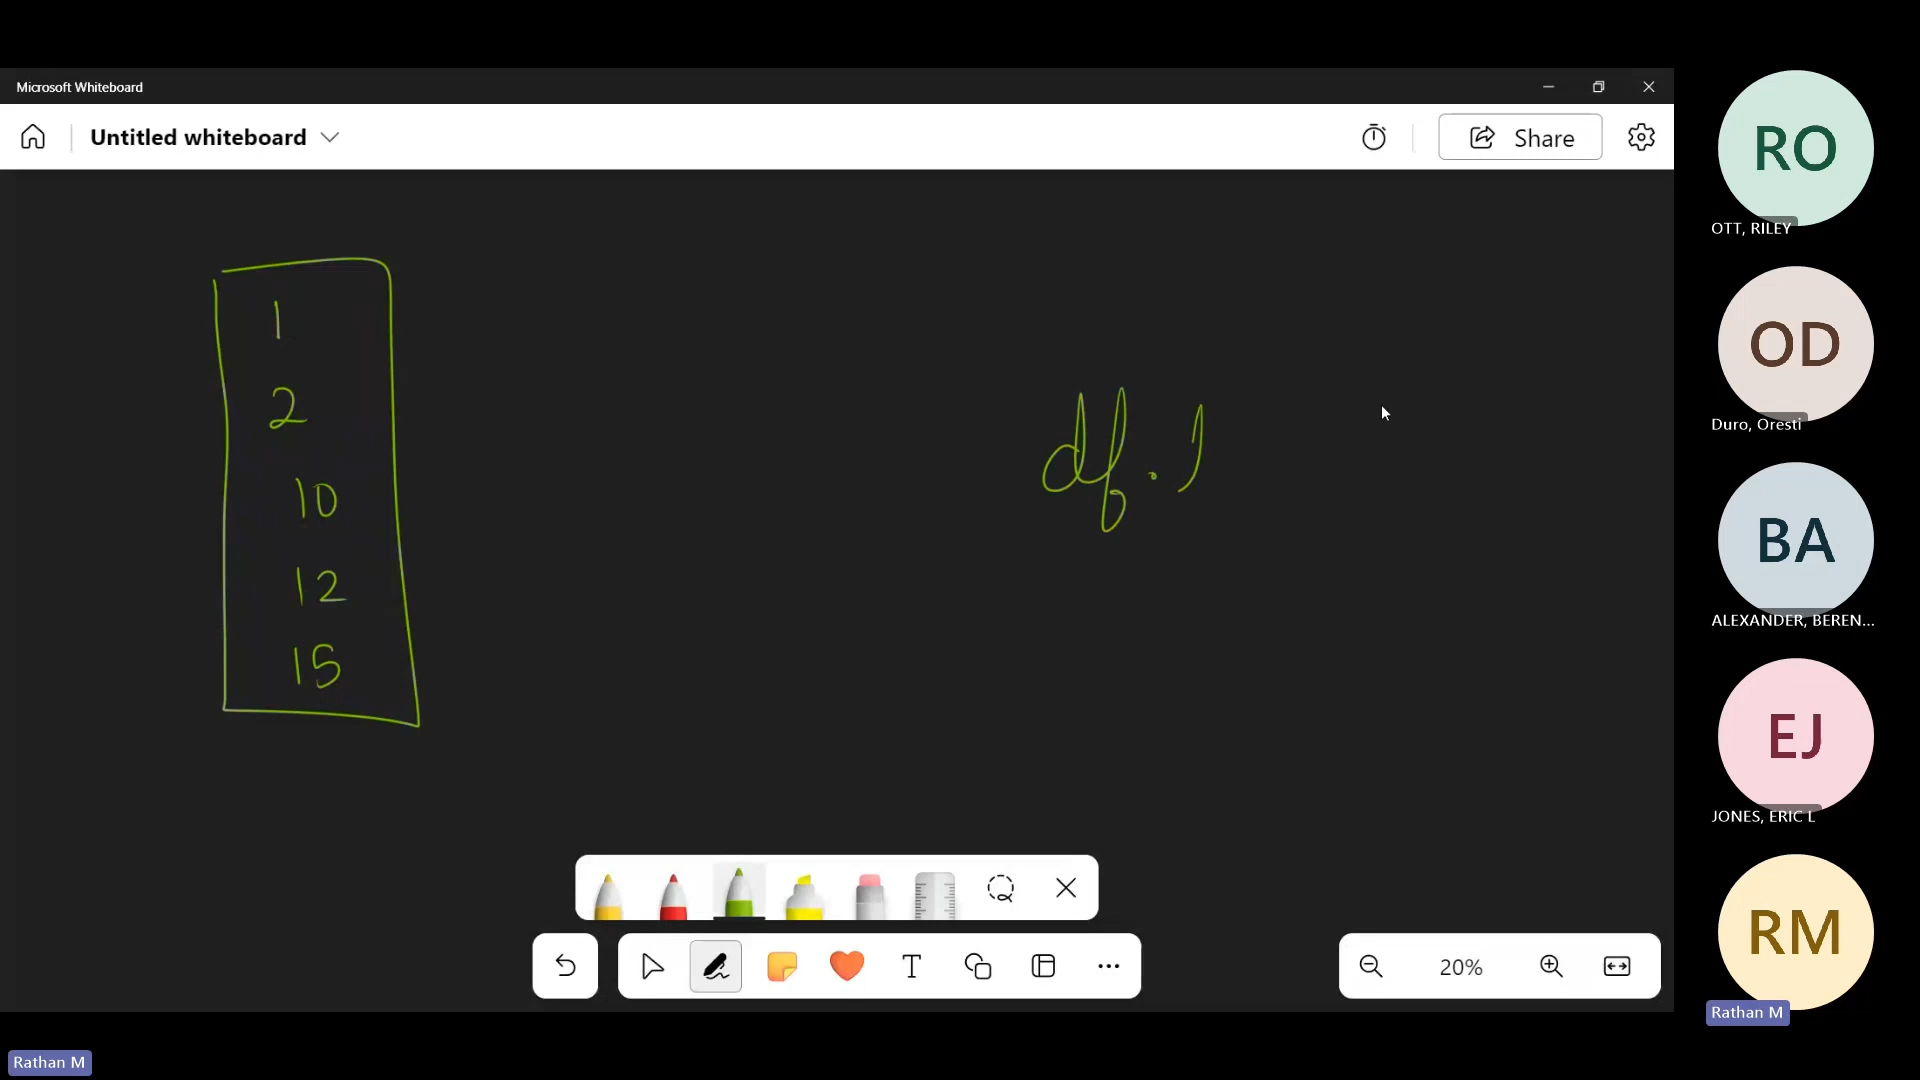 Microsoft Whiteboard
Untitled whiteboard
Share
1
2
10
12
15
df.
20%
RO
OTT, RILEY
OD
Duro, Oresti
BA
ALEXANDER, BEREN...
EJ
JONES, ERIC L
RM
Rathan M
Rathan M